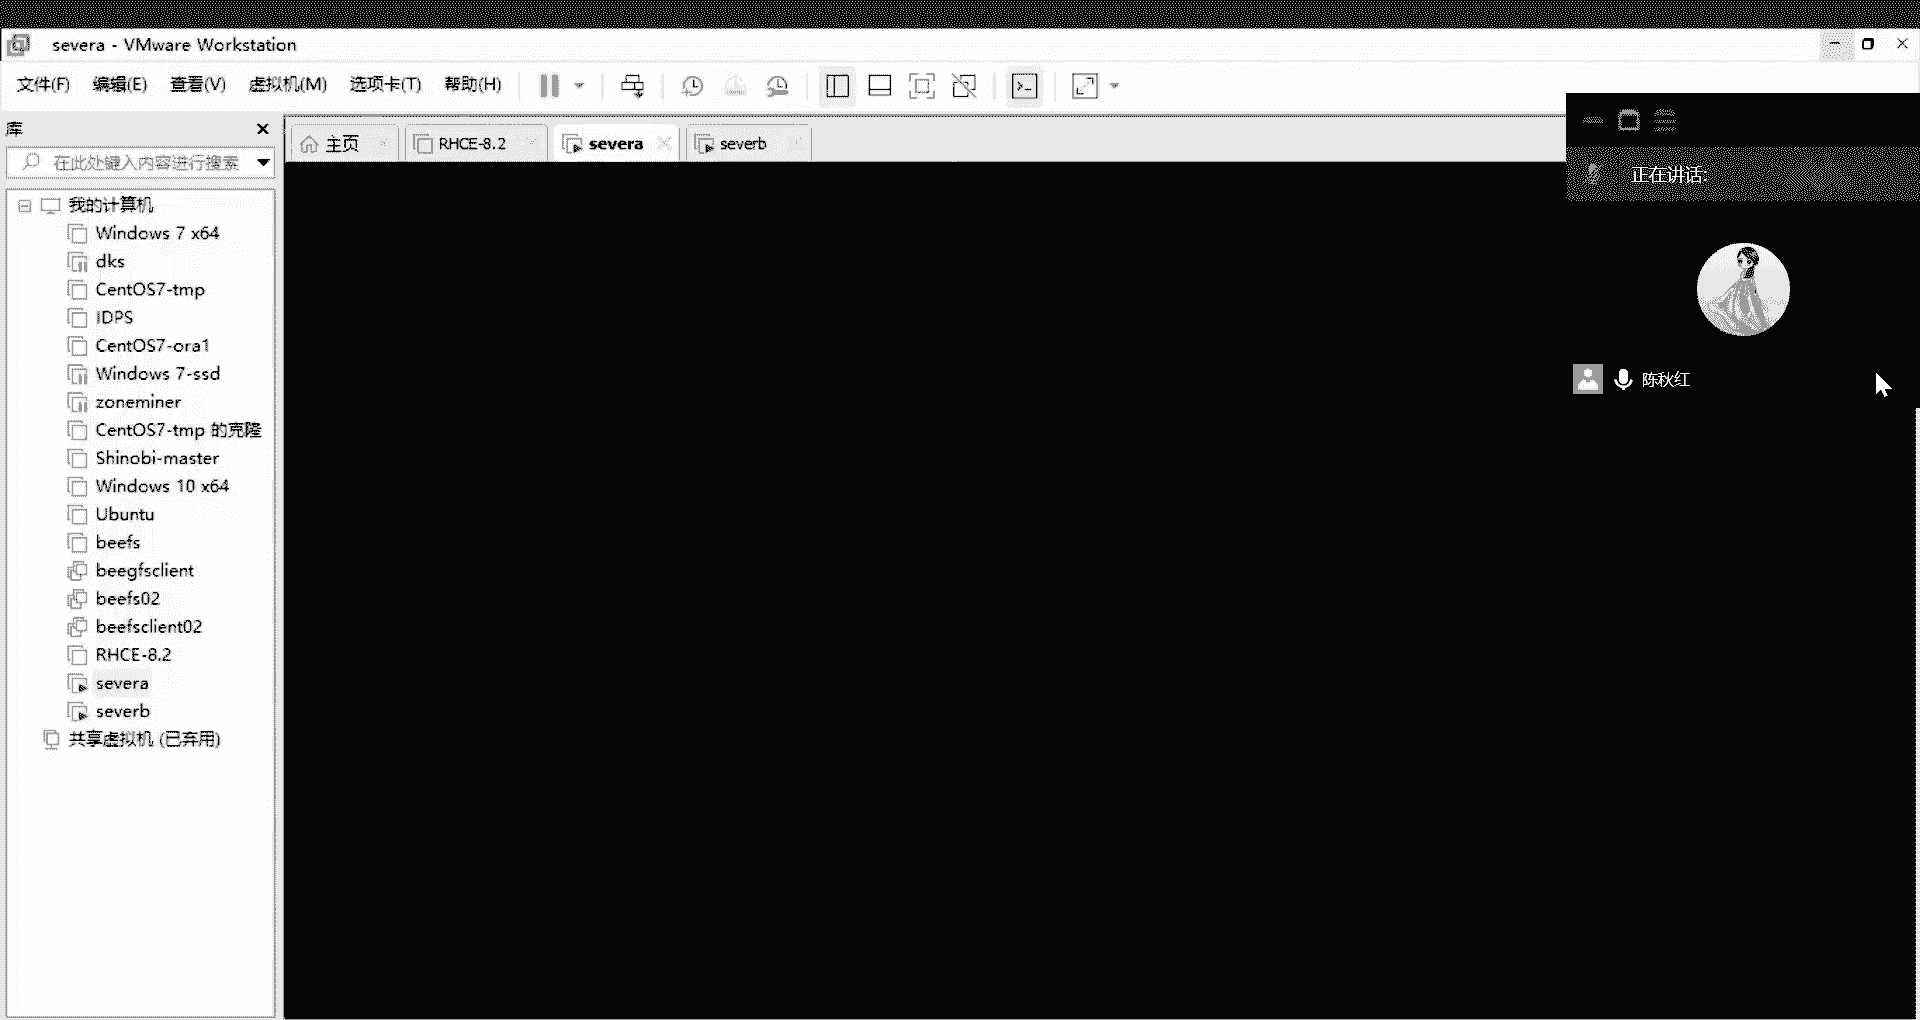 severa - VMware Workstation
文件(F) 编辑(E) 查看(V) 虚拟机(M) 选项卡(T) 帮助(H)
库
在此处键入内容进行搜索
主页 RHCE-8.2 severa severb
正在讲话:
陈秋红
我的计算机
Windows 7 x64
dks
CentOS7-tmp
IDPS
CentOS7-ora1
Windows 7-ssd
zoneminer
CentOS7-tmp 的克隆
Shinobi-master
Windows 10 x64
Ubuntu
beefs
beegfsclient
beefs02
beefsclient02
RHCE-8.2
severa
severb
共享虚拟机 (已弃用)